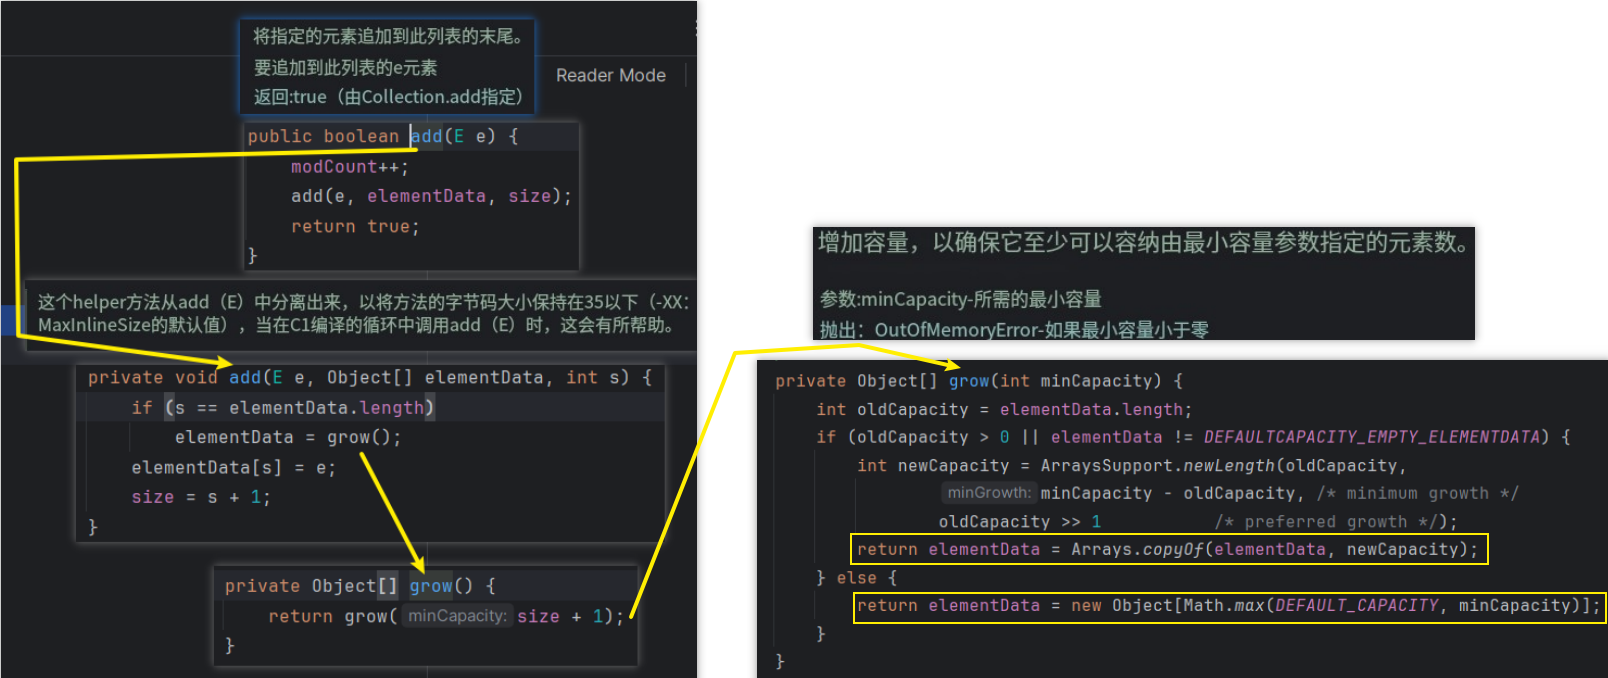 将指定的元素追加到此列表的末尾。
要追加到此列表的e元素
返回:true（由Collection.add指定）
Reader Mode
public boolean add(E e) {
modCount++;
add(e, elementData, size);
return true;
}
这个helper方法从add（E）中分离出来，以将方法的字节码大小保持在35以下（-XX：
MaxInlineSize的默认值），当在C1编译的循环中调用add（E）时，这会有所帮助。
private void add(E e, Object[] elementData, int s) {
if (s == elementData.length)
elementData = grow();
elementData[s] = e;
size = s + 1;
}
private Object[] grow() {
return grow( minCapacity: size + 1);
}
增加容量，以确保它至少可以容纳由最小容量参数指定的元素数。
参数:minCapacity-所需的最小容量
抛出：OutOfMemoryError-如果最小容量小于零
private Object[] grow(int minCapacity) {
int oldCapacity = elementData.length;
if (oldCapacity > 0 || elementData != DEFAULTCAPACITY_EMPTY_ELEMENTDATA) {
int newCapacity = ArraysSupport.newLength(oldCapacity,
minGrowth: minCapacity - oldCapacity, /* minimum growth */
oldCapacity >> 1 /* preferred growth */);
return elementData = Arrays.copyOf(elementData, newCapacity);
} else {
return elementData = new Object[Math.max(DEFAULT_CAPACITY, minCapacity)];
}
}